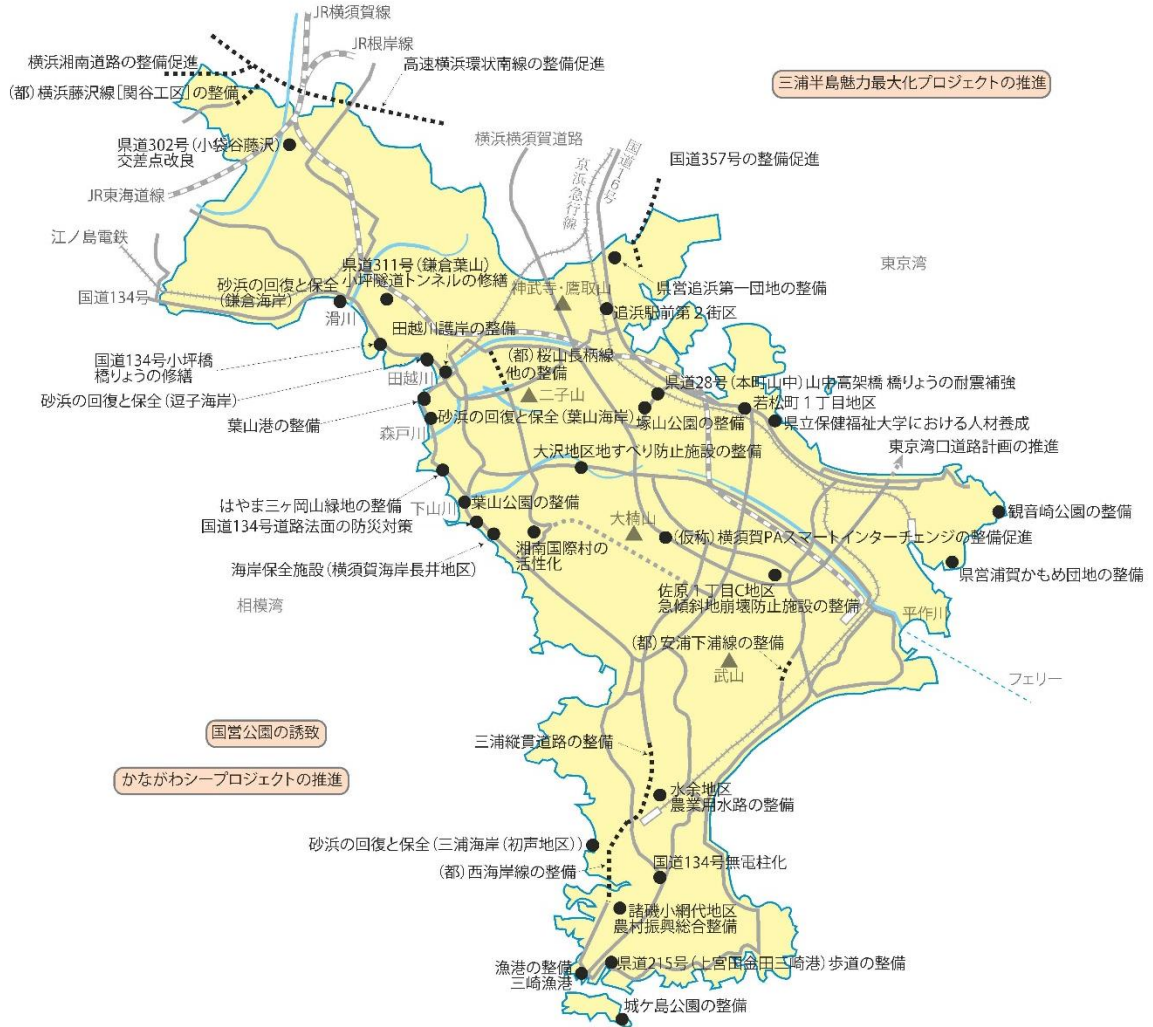 JR横須賀線
JR根岸線
横浜湘南道路の整備促進
高速横浜環状南線の整備促進
三浦半島魅力最大化プロジェクトの推進
(都)横浜藤沢線[関谷工区]の整備
県道302号(小袋谷藤沢)
交差点改良
横浜横須賀道路
国道16号
京浜急行線
国道357号の整備促進
JR東海道線
江ノ島電鉄
国道134号
砂浜の回復と保全
(鎌倉海岸)
県道311号(鎌倉葉山)
小坪隧道トンネルの修繕
神武寺・鷹取山
県営追浜第一団地の整備
東京湾
滑川
追浜駅前第2街区
田越川護岸の整備
国道134号小坪橋
橋りょうの修繕
田越川
(都)桜山長柄線
他の整備
二子山
県道28号(本町山中)山中高架橋 橋りょうの耐震補強
砂浜の回復と保全(逗子海岸)
若松町1丁目地区
葉山港の整備
砂浜の回復と保全(葉山海岸)
塚山公園の整備
県立保健福祉大学における人材養成
森戸川
東京湾口道路計画の推進
大沢地区地すべり防止施設の整備
はやま三ヶ岡山緑地の整備
下山川
葉山公園の整備
国道134号道路法面の防災対策
大楠山
観音崎公園の整備
(仮称)横須賀PAスマートインターチェンジの整備促進
湘南国際村の
活性化
海岸保全施設(横須賀海岸長井地区)
県営浦賀かもめ団地の整備
相模湾
佐原1丁目C地区
急傾斜地崩壊防止施設の整備
平作川
(都)安浦下浦線の整備
武山
フェリー
国営公園の誘致
三浦縦貫道路の整備
かながわシープロジェクトの推進
水金地区
農業用水路の整備
砂浜の回復と保全(三浦海岸(初声地区))
(都)西海岸線の整備
国道134号無電柱化
諸磯小網代地区
農村振興総合整備
漁港の整備
三崎漁港
県道215号(上宮田金田三崎港)歩道の整備
城ケ島公園の整備